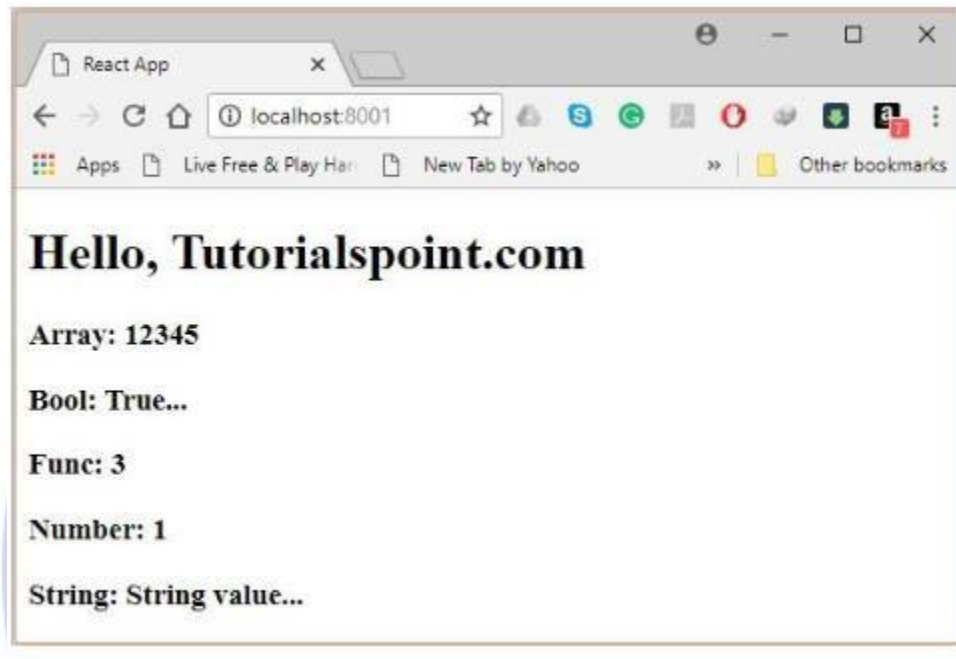 React App
localhost:8001
Apps Live Free & Play Har New Tab by Yahoo » Other bookmarks
Hello, Tutorialspoint.com
Array: 12345
Bool: True...
Func: 3
Number: 1
String: String value...